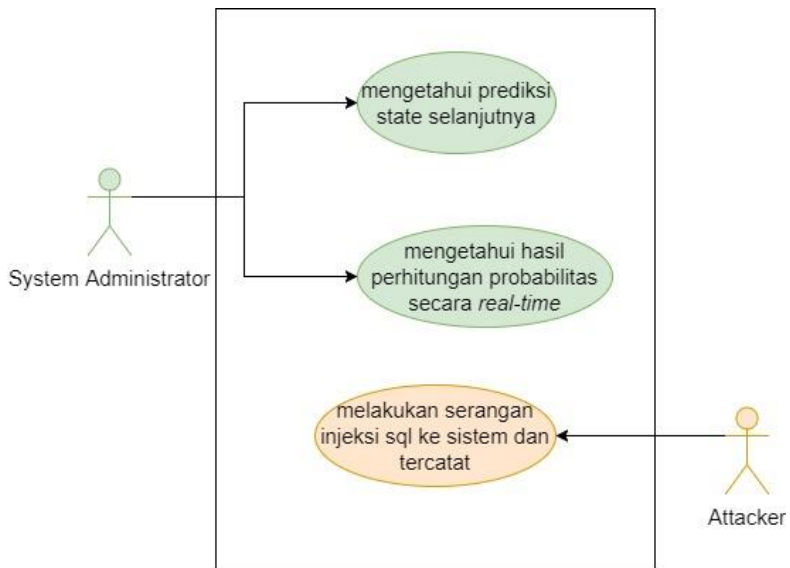 mengetahui prediksi
state selanjutnya
System Administrator
mengetahui hasil
perhitungan probabilitas
secara real-time
melakukan serangan
injeksi sql ke sistem dan
tercatat
Attacker